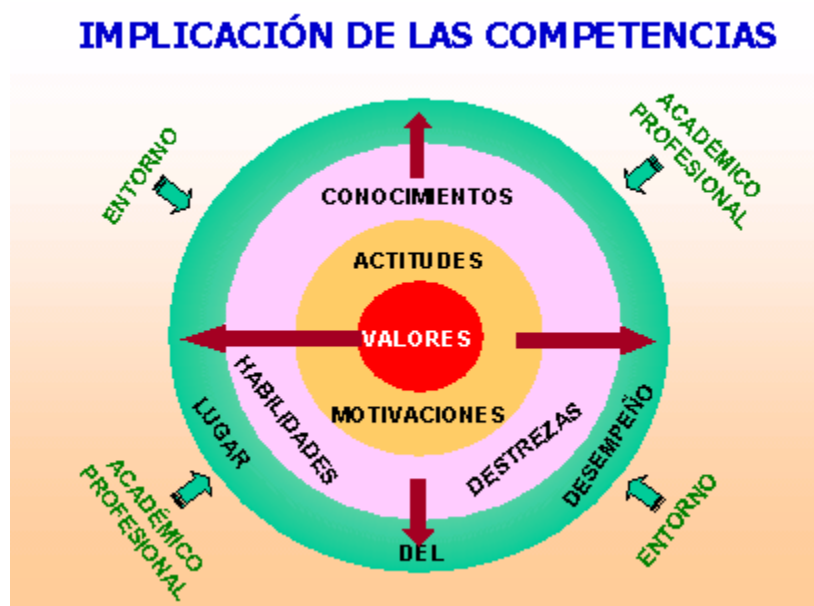 IMPLICACIÓN DE LAS COMPETENCIAS
ENTORNO
ACADÉMICO
PROFESIONAL
CONOCIMIENTOS
ACTITUDES
VALORES
MOTIVACIONES
HABILIDADES
DESTREZAS
LUGAR
DEL
DESEMPEÑO
ACADÉMICO
PROFESIONAL
ENTORNO